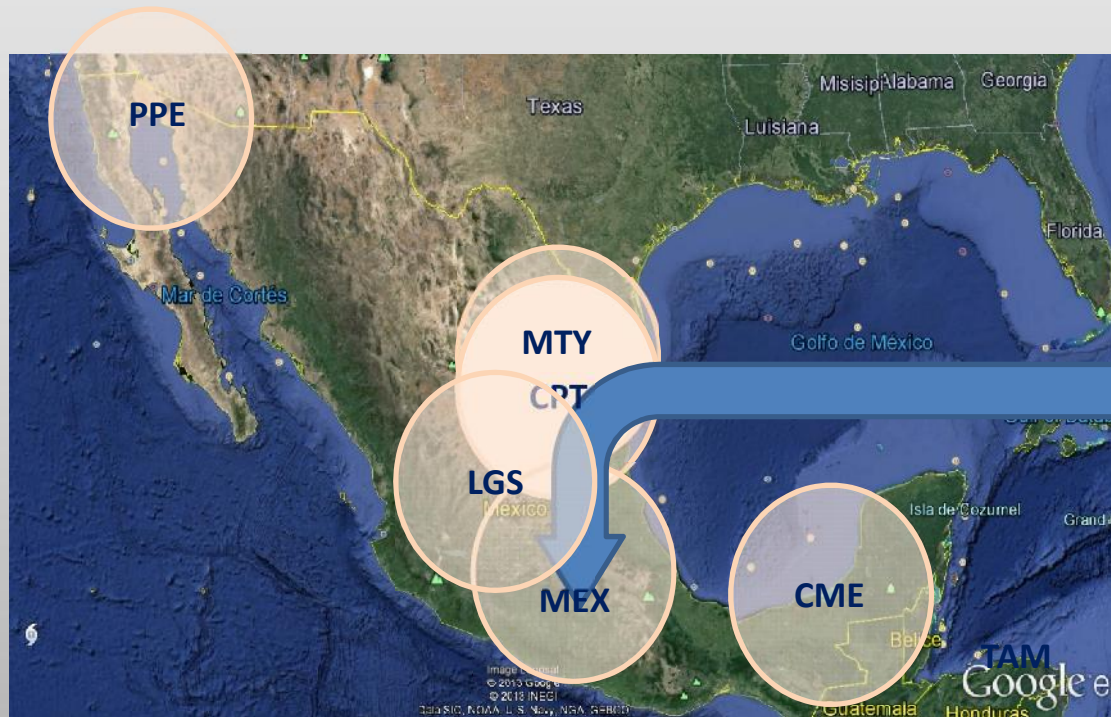 PPE
Texas
Misisipi
Alabama
Georgia
Luisiana
Florida
Mar de Cortés
MTY
Golfo de México
CPT
LGS
México
Isla de Cozumel
MEX
CME
Belice
TAM
Image Landsat
© 2013 Google
© 2013 INEGI
Data SIO, NOAA, U.S. Navy, NGA, GEBCO
Google e
Guatemala
Honduras